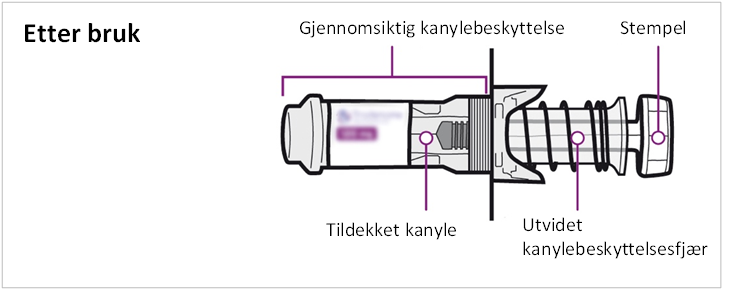 Etter bruk
Gjennomsiktig kanylebeskyttelse
Stempel
Tildekket kanyle
Utvidet
kanylebeskyttelsesfjær